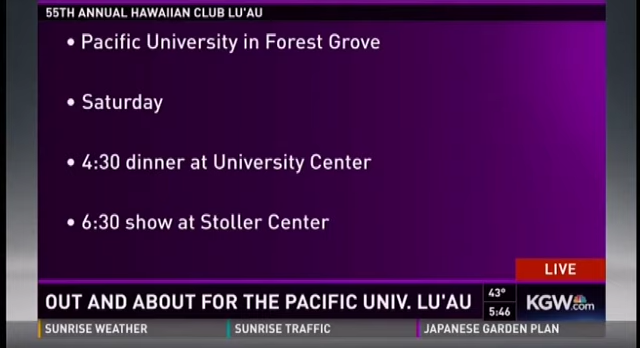 55TH ANNUAL HAWAIIAN CLUB LU'AU
• Pacific University in Forest Grove
• Saturday
• 4:30 dinner at University Center
• 6:30 show at Stoller Center
LIVE
OUT AND ABOUT FOR THE PACIFIC UNIV. LU'AU
43°
5:46
KGW.com
SUNRISE WEATHER
SUNRISE TRAFFIC
JAPANESE GARDEN PLAN